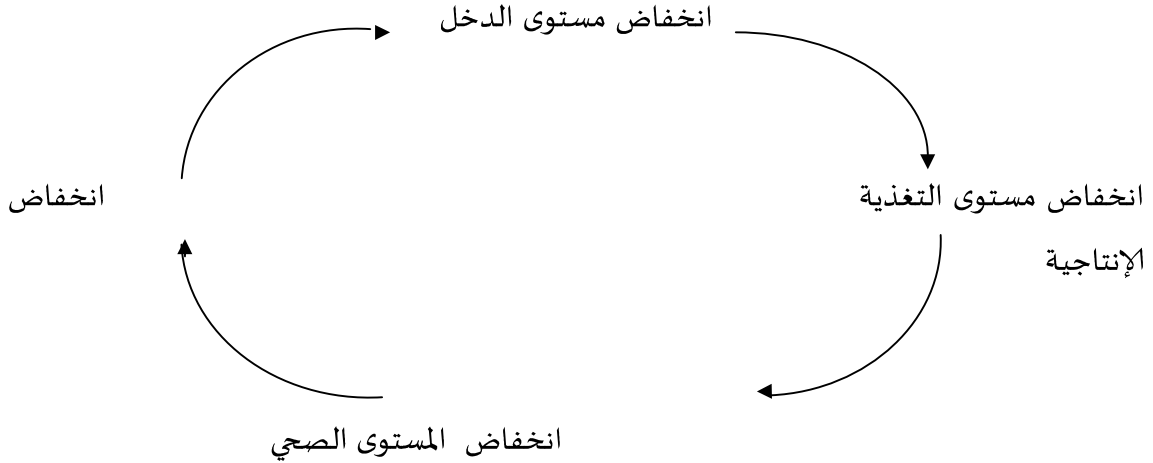 انخفاض مستوى الدخل
انخفاض مستوى التغذية
انخفاض
الإنتاجية
انخفاض المستوى الصحي